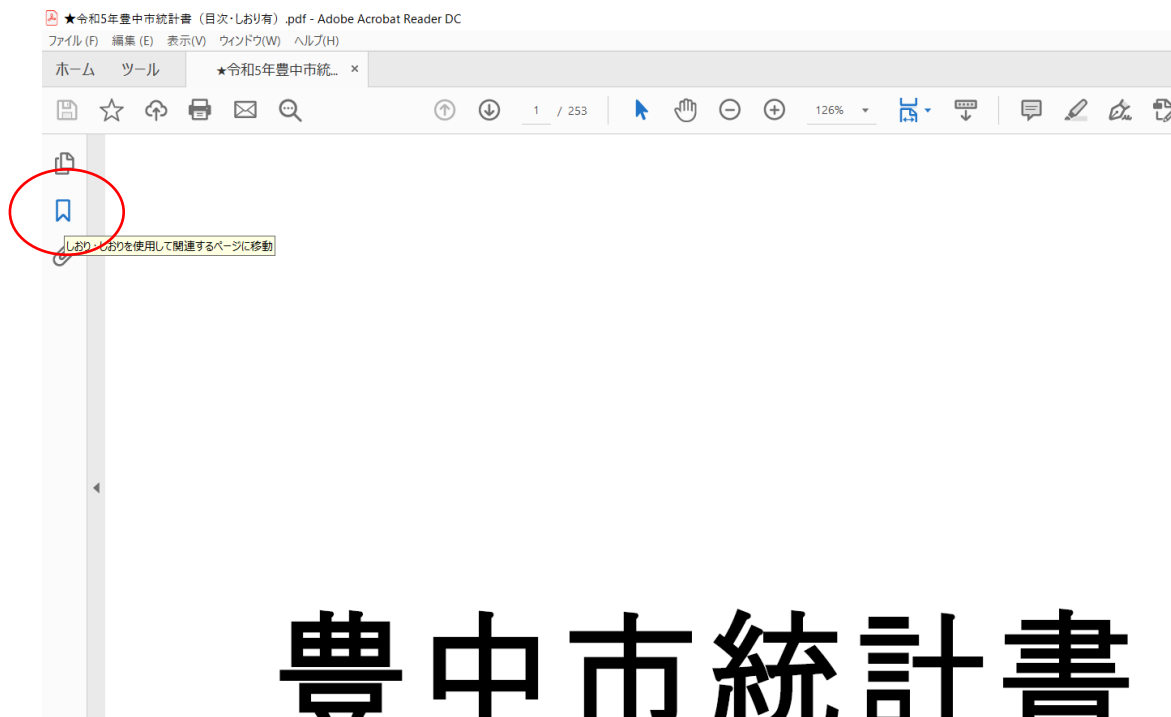 ★令和5年豊中市統計書（目次･しおり有）.pdf - Adobe Acrobat Reader DC
ファイル(F) 編集(E) 表示(V) ウィンドウ(W) ヘルプ(H)
ホーム ツール ★令和5年豊中市統... ×
1 / 253 126%
しおり : しおりを使用して関連するページに移動
豊中市統計書